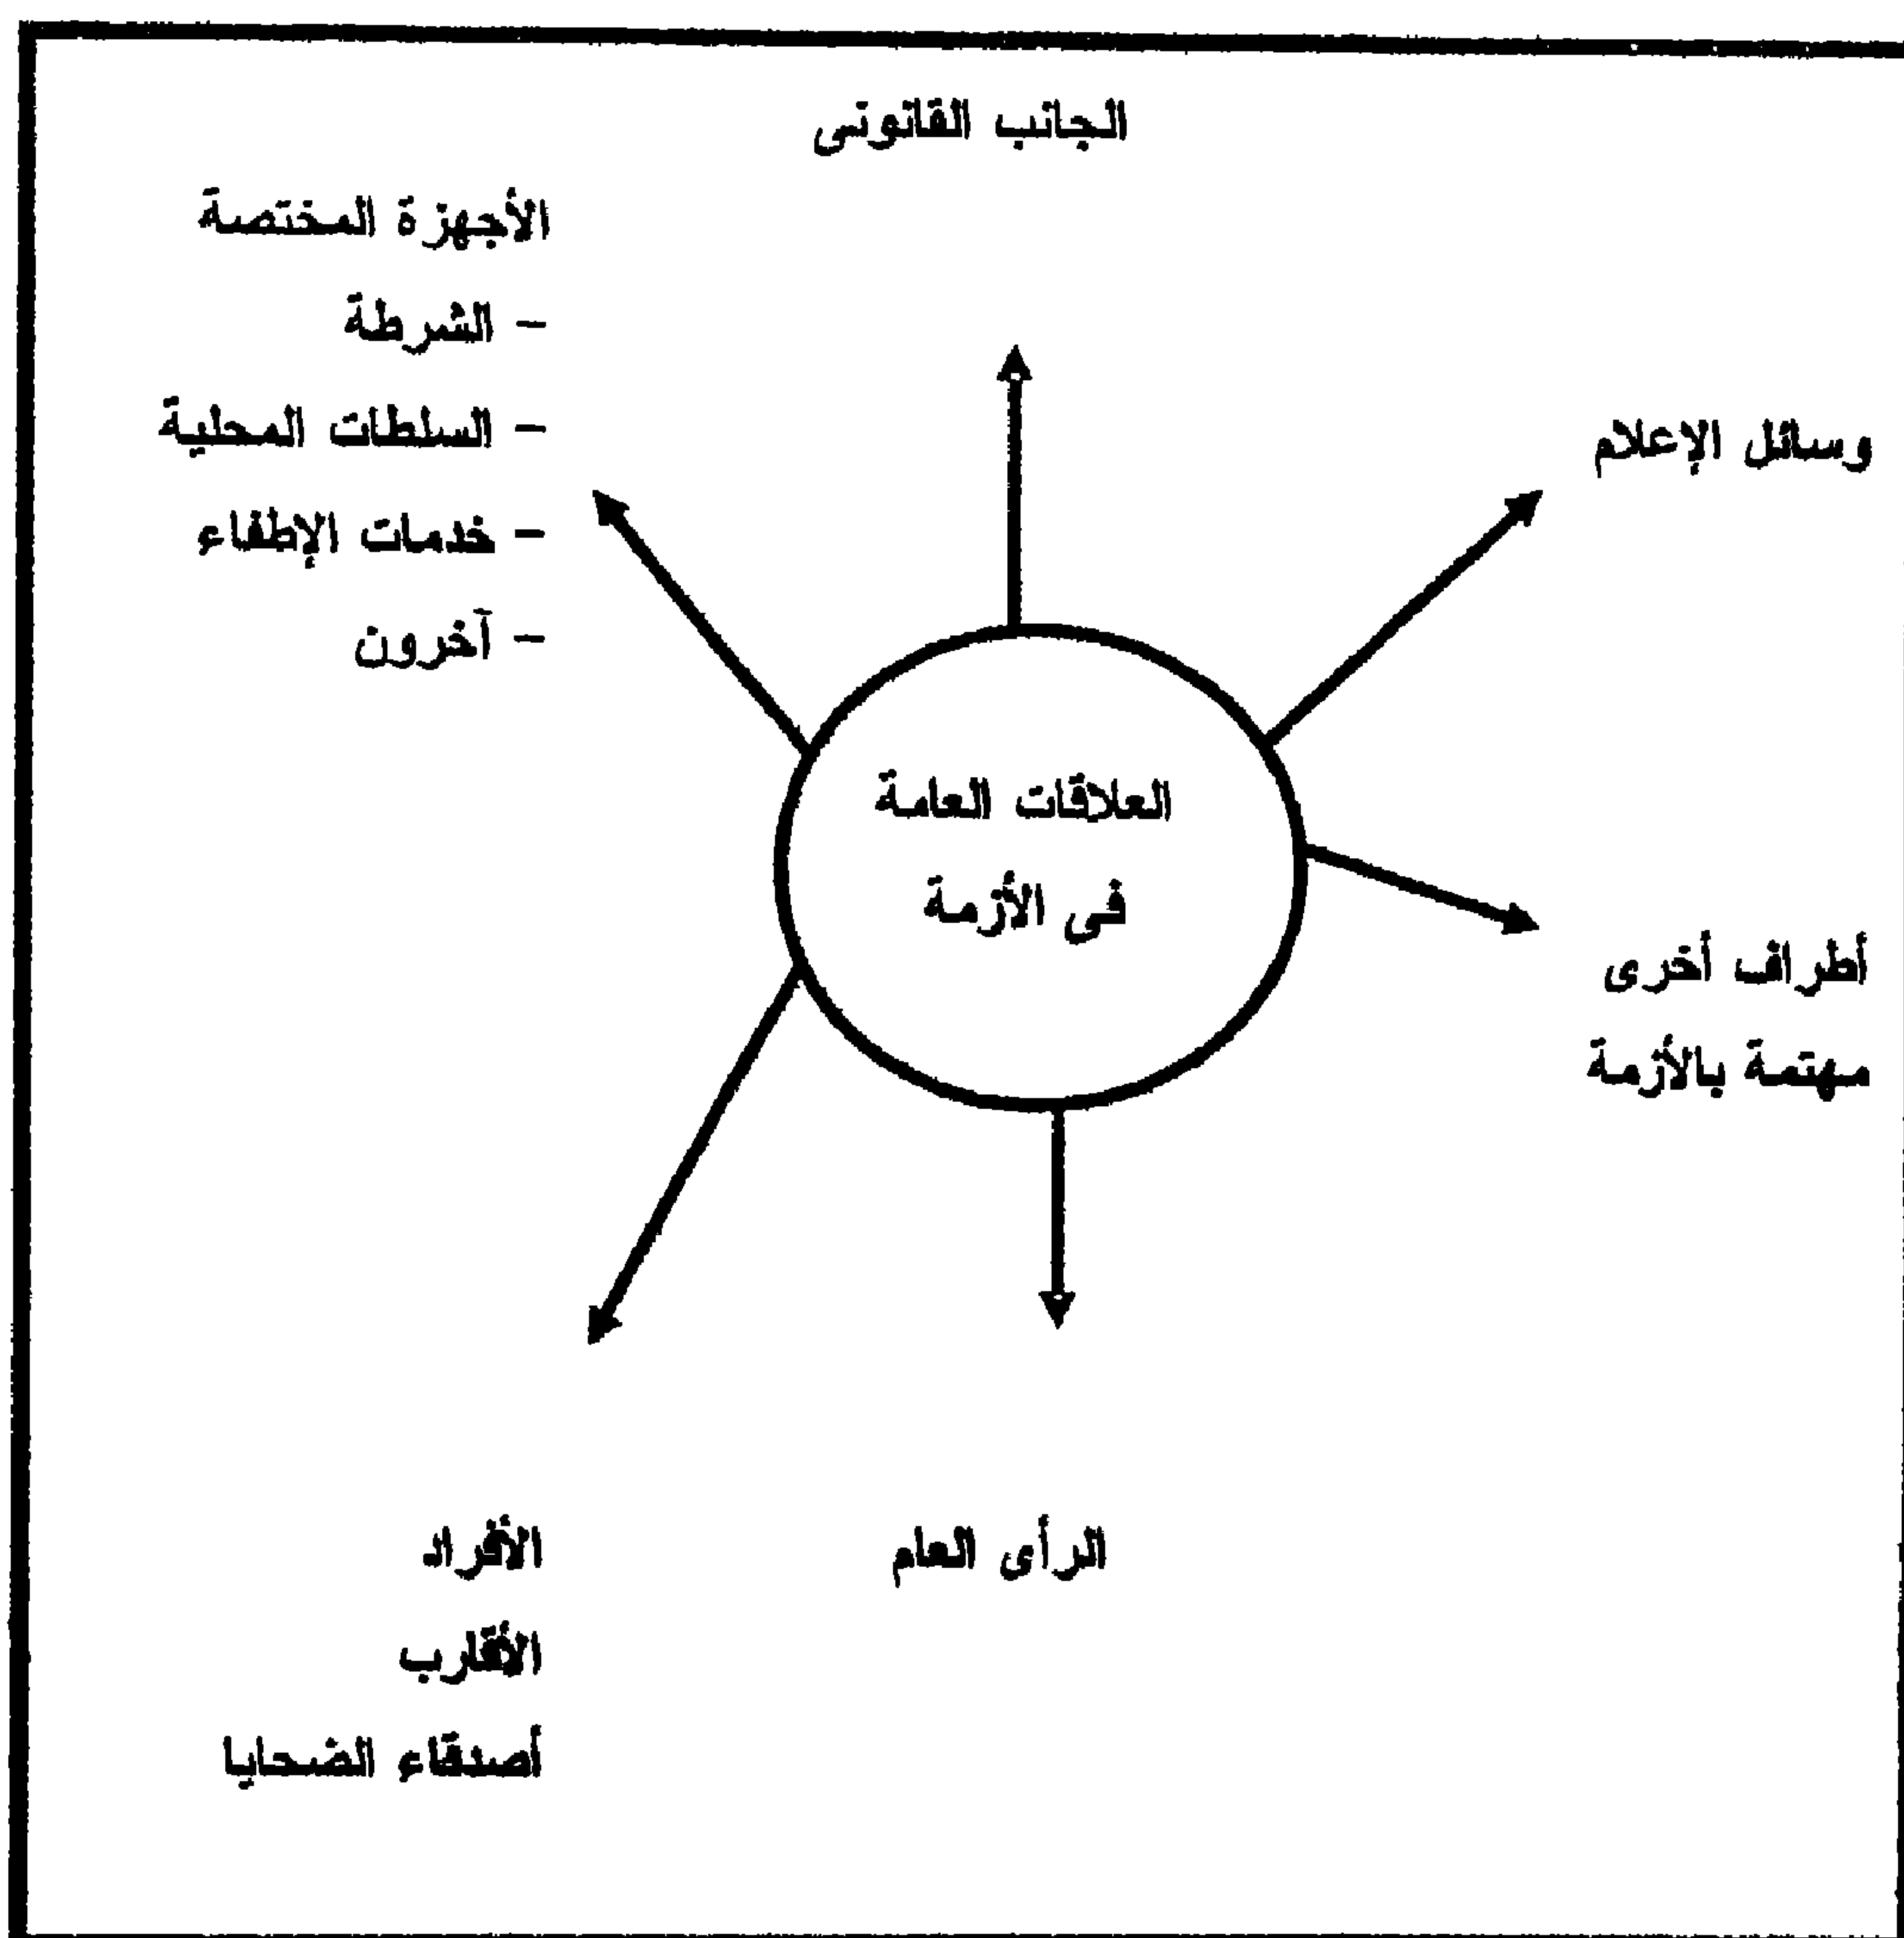 الجانب القانونى
الأجهزة المختصة
- الشرطة
- السلطات المحلية
- خدمات الإطفاء
- آخرون
وسائل الإعلام
العلاقات العامة
فى الأزمة
أطراف أخرى
مهتمة بالأزمة
الرأى العام
الأفراد
الأقارب
أصدقاء الضحايا